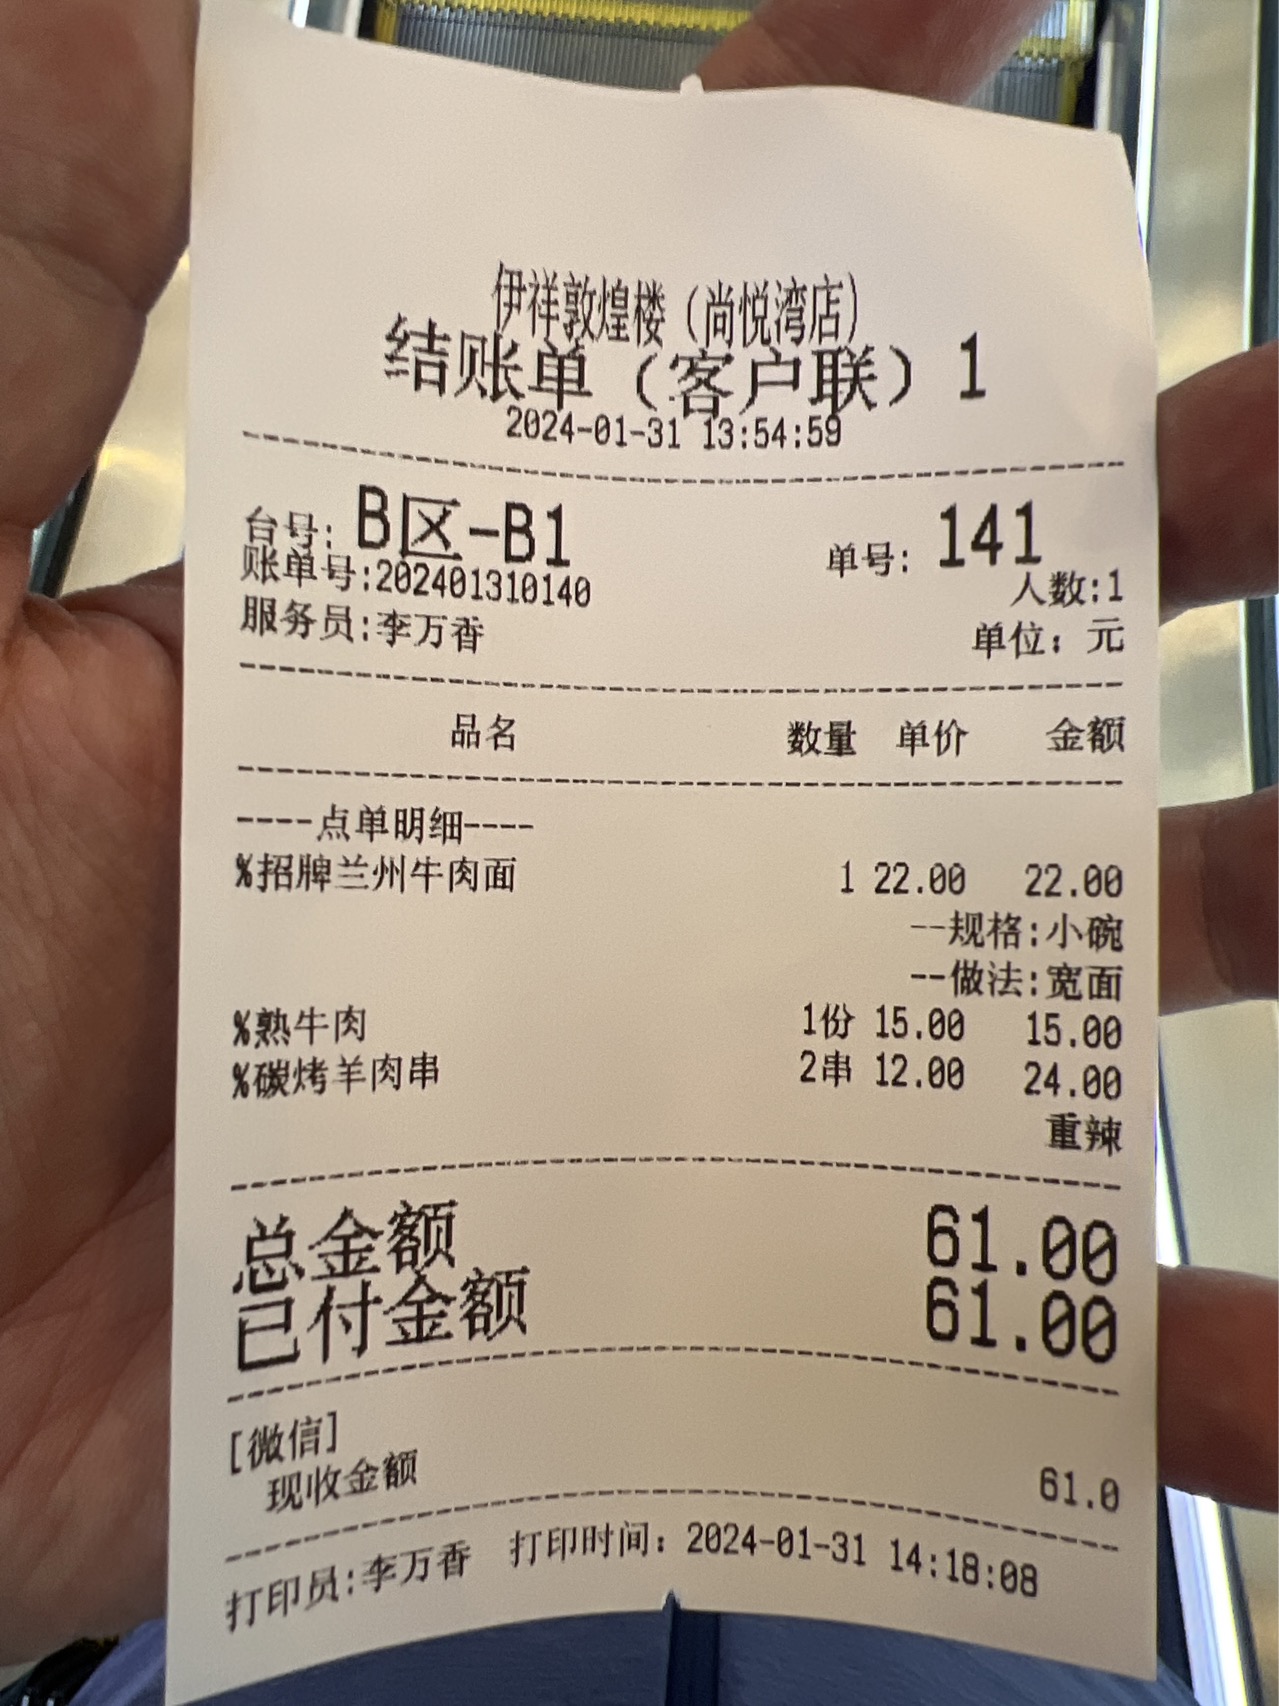 伊祥敦煌楼（尚悦湾店）
结账单（客户联）1
2024-01-31 13:54:59
台号: B区-B1 单号: 141
账单号:202401310140 人数:1
服务员:李万香 单位: 元
品名 数量 单价 金额
----点单明细----
%招牌兰州牛肉面 1 22.00 22.00
--规格:小碗
--做法:宽面
%熟牛肉 1份 15.00 15.00
%碳烤羊肉串 2串 12.00 24.00
重辣
总金额 61.00
已付金额 61.00
[微信]
现收金额 61.0
打印员:李万香 打印时间: 2024-01-31 14:18:08